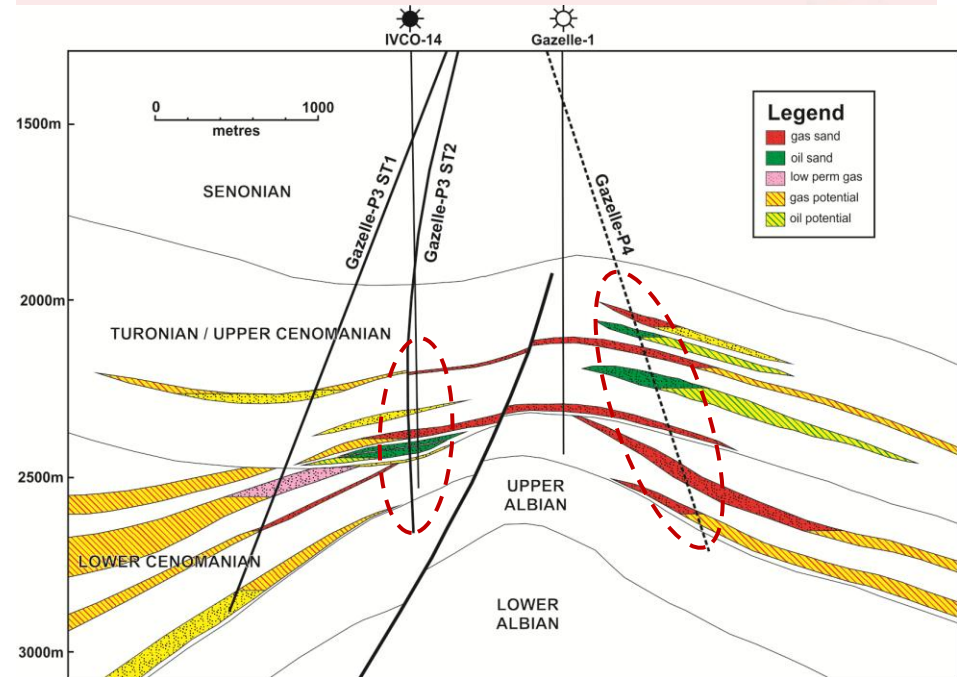 IVCO-14
Gazelle-1
0 1000
metres
1500m
2000m
2500m
3000m
SENONIAN
TURONIAN / UPPER CENOMANIAN
LOWER CENOMANIAN
UPPER
ALBIAN
LOWER
ALBIAN
Gazelle-P3 ST1
Gazelle-P3 ST2
Gazelle-P4
Legend
gas sand
oil sand
low perm gas
gas potential
oil potential